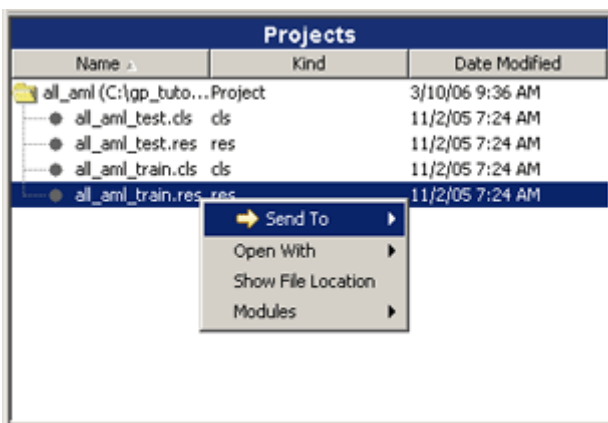 Projects
Name Kind Date Modified
all_aml (C:\gp_tuto... Project 3/10/06 9:36 AM
all_aml_test.cls cls 11/2/05 7:24 AM
all_aml_test.res res 11/2/05 7:24 AM
all_aml_train.cls cls 11/2/05 7:24 AM
all_aml_train.res res 11/2/05 7:24 AM
Send To
Open With
Show File Location
Modules